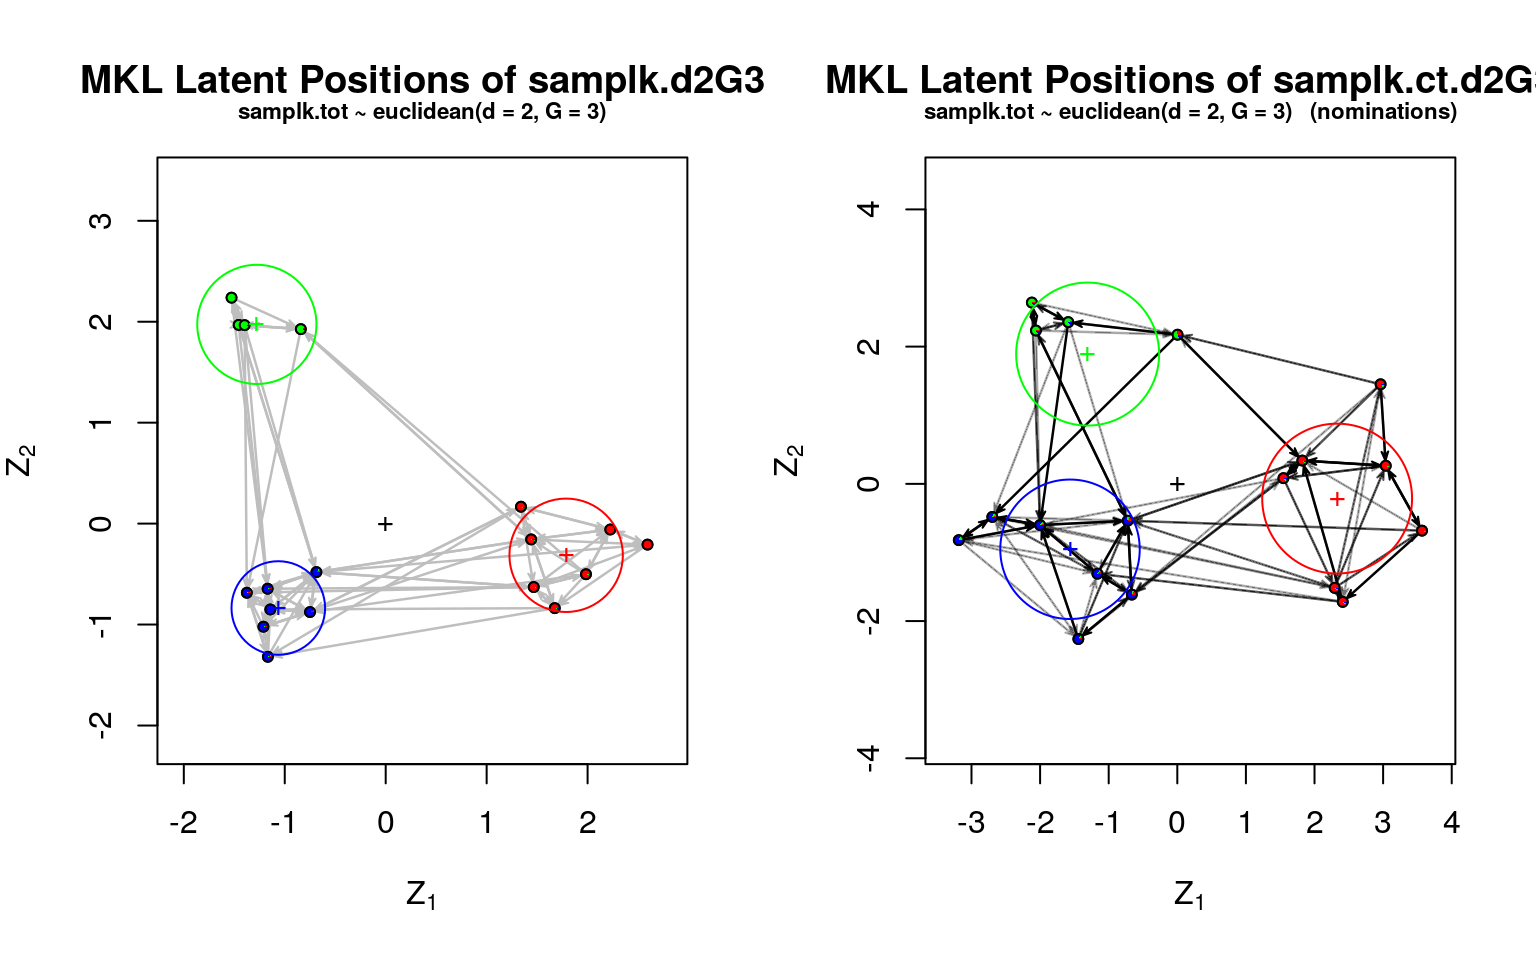 MKL Latent Positions of samplk.d2G3
samplk.tot ~ euclidean(d = 2, G = 3)
Z2
3
2
1
0
-1
-2
-2 -1 0 1 2
Z1
MKL Latent Positions of samplk.ct.d2G3
samplk.tot ~ euclidean(d = 2, G = 3) (nominations)
Z2
4
2
0
-2
-4
-3 -2 -1 0 1 2 3 4
Z1